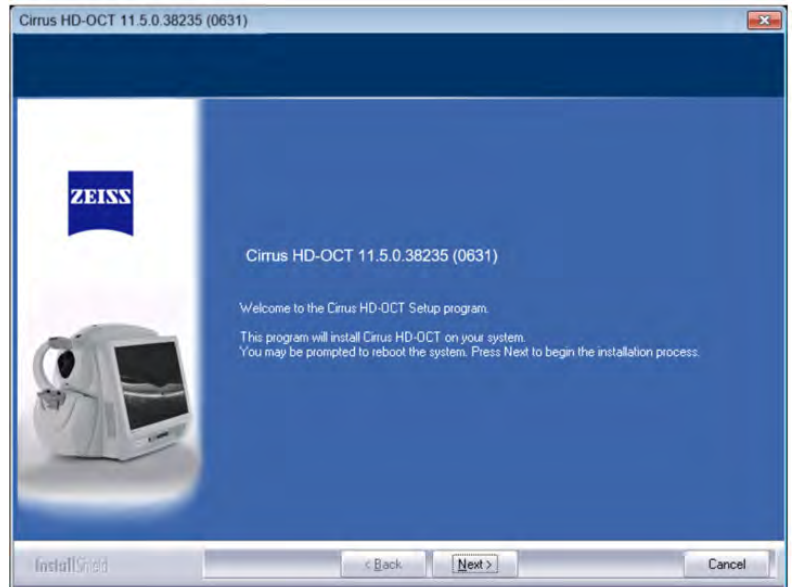 Cirrus HD-OCT 11.5.0.38235 (0631)
ZEISS
Cirrus HD-OCT 11.5.0.38235 (0631)
Welcome to the Cirrus HD-OCT Setup program.
This program will install Cirrus HD-OCT on your system.
You may be prompted to reboot the system. Press Next to begin the installation process.
InstallShield
< Back
Next >
Cancel